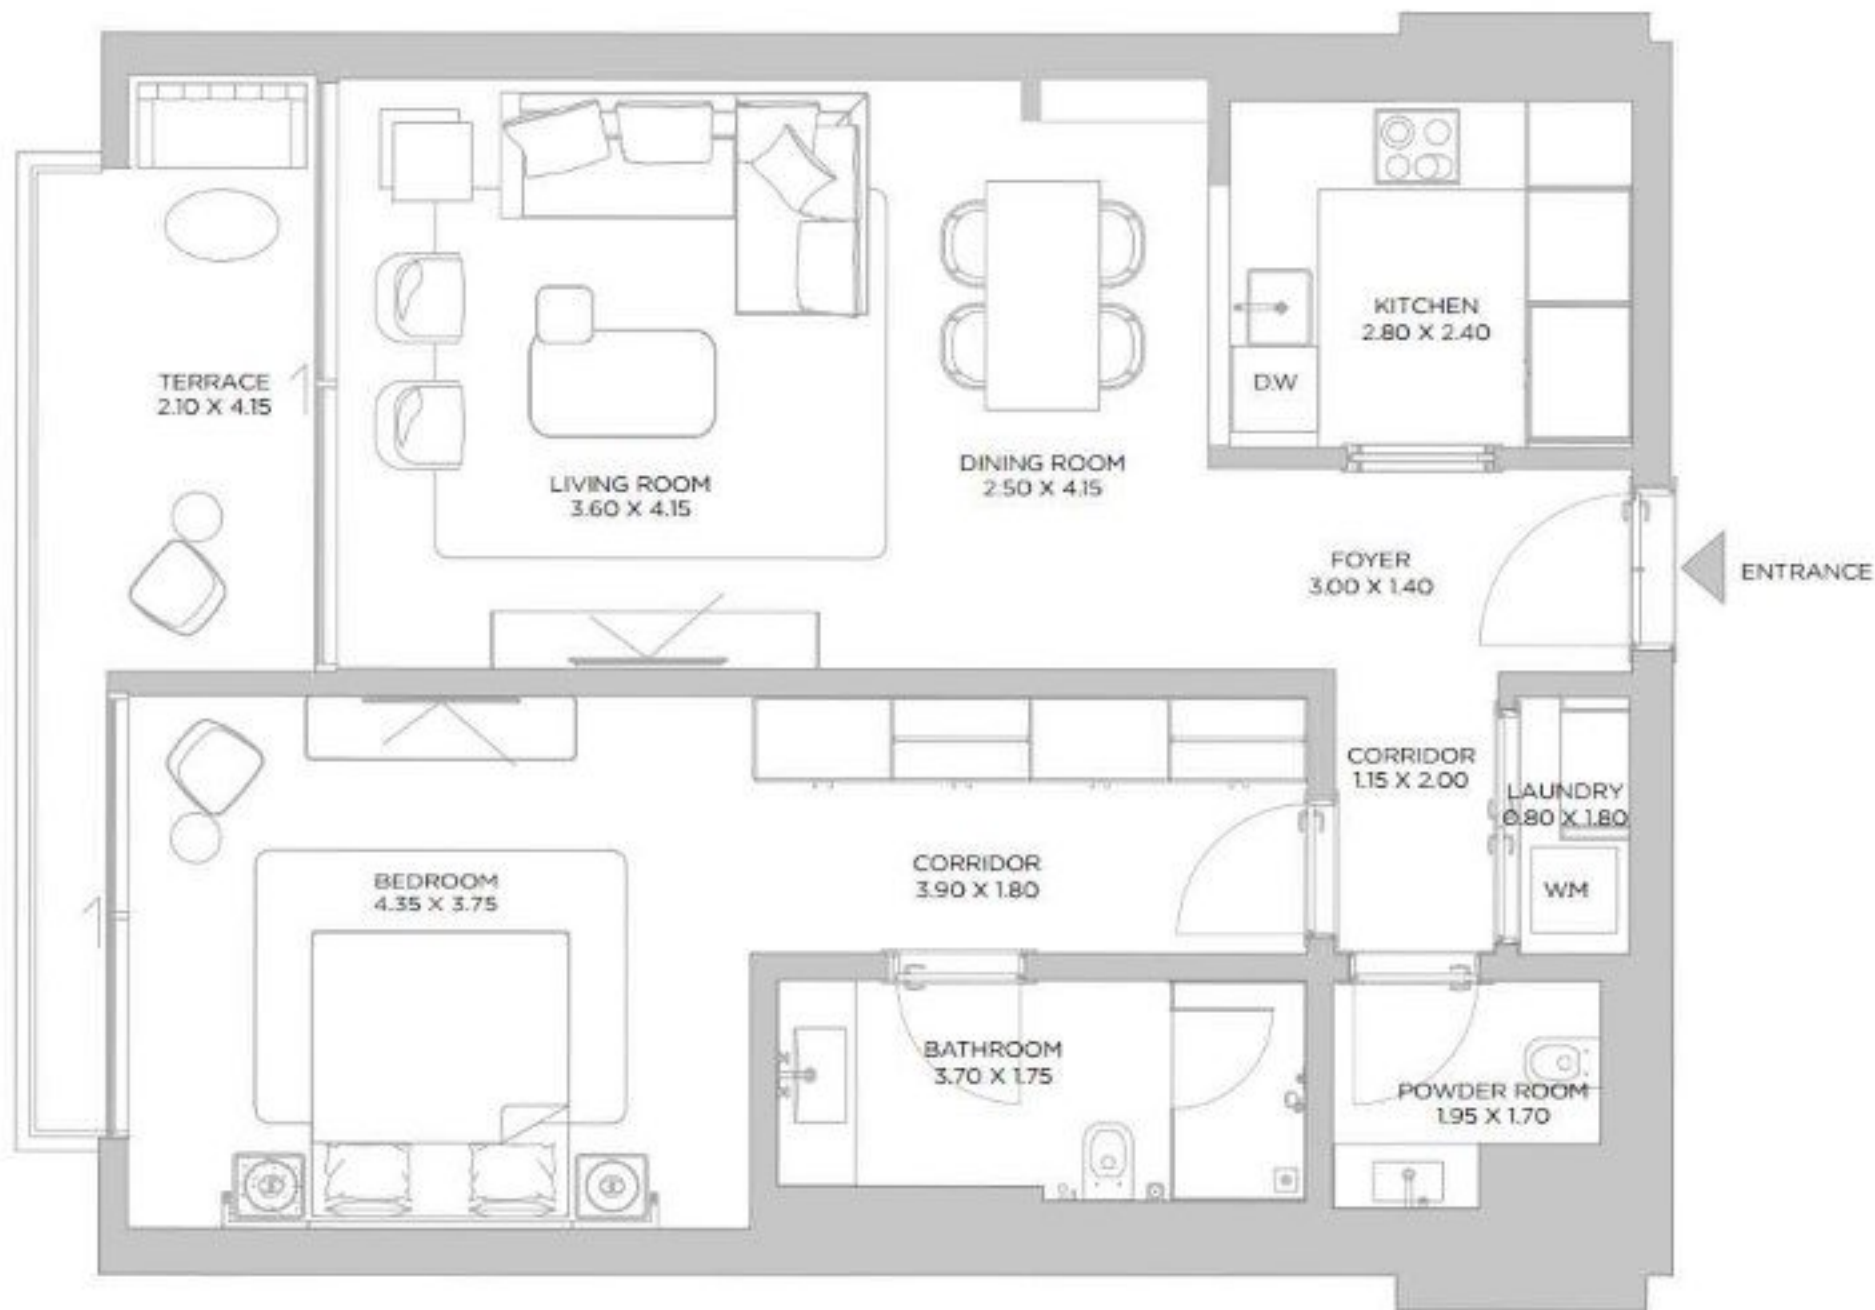 KITCHEN
2.80 X 2.40
D.W
TERRACE
2.10 X 4.15
LIVING ROOM
3.60 X 4.15
DINING ROOM
2.50 X 4.15
FOYER
3.00 X 1.40
ENTRANCE
CORRIDOR
1.15 X 2.00
LAUNDRY
0.80 X 1.80
BEDROOM
4.35 X 3.75
CORRIDOR
3.90 X 1.80
W.M
BATHROOM
3.70 X 1.75
POWDER ROOM
1.95 X 1.70